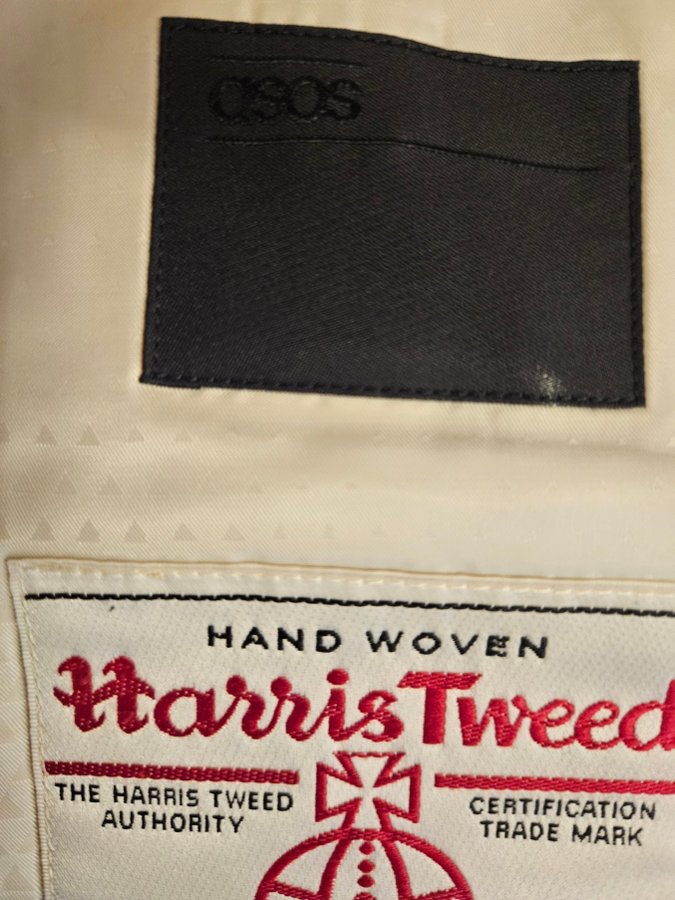 asos
HAND WOVEN
Harris Tweed
THE HARRIS TWEED
AUTHORITY
CERTIFICATION
TRADE MARK